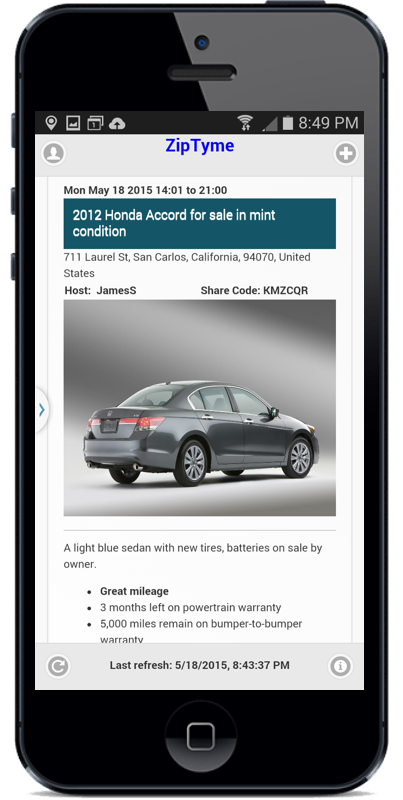 8:49 PM
ZipTyme
Mon May 18 2015 14:01 to 21:00
2012 Honda Accord for sale in mint
condition
711 Laurel St, San Carlos, California, 94070, United
States
Host: JamesS Share Code: KMZCQR
A light blue sedan with new tires, batteries on sale by
owner.
• Great mileage
• 3 months left on powertrain warranty
• 5,000 miles remain on bumper-to-bumper
warranty
Last refresh: 5/18/2015, 8:43:37 PM